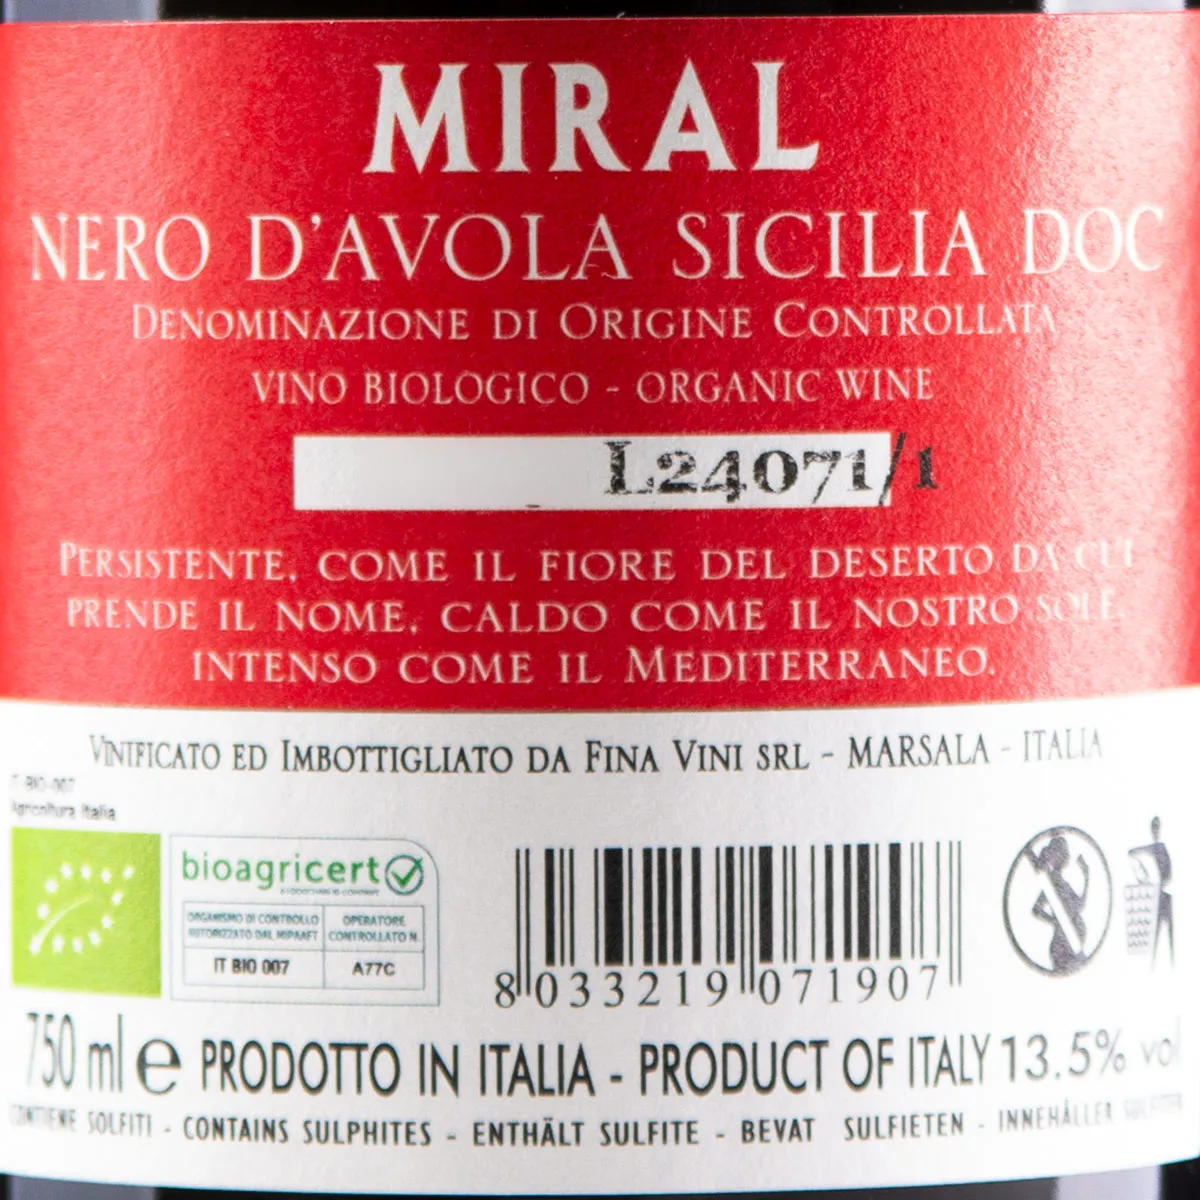 MIRAL
NERO D'AVOLA SICILIA DOC
DENOMINAZIONE DI ORIGINE CONTROLLATA
VINO BIOLOGICO - ORGANIC WINE
L24071/1
PERSISTENTE, COME IL FIORE DEL DESERTO DA CUI
PRENDE IL NOME, CALDO COME IL NOSTRO SOLE,
INTENSO COME IL MEDITERRANEO.
VINIFICATO ED IMBOTTIGLIATO DA FINA VINI SRL - MARSALA - ITALIA
IT-BIO-007
Agricoltura Italia
bioagricert
ORGANISMO DI CONTROLLO
AUTORIZZATO DAL MIPAAFT
OPERATORE
CONTROLLATO N.
IT BIO 007
A77C
8 033219 071907
750 ml e PRODOTTO IN ITALIA - PRODUCT OF ITALY 13.5% vol
CONTIENE SOLFITI - CONTAINS SULPHITES - ENTHÄLT SULFITE - BEVAT SULFIETEN - INNEHÅLLER SULFITER